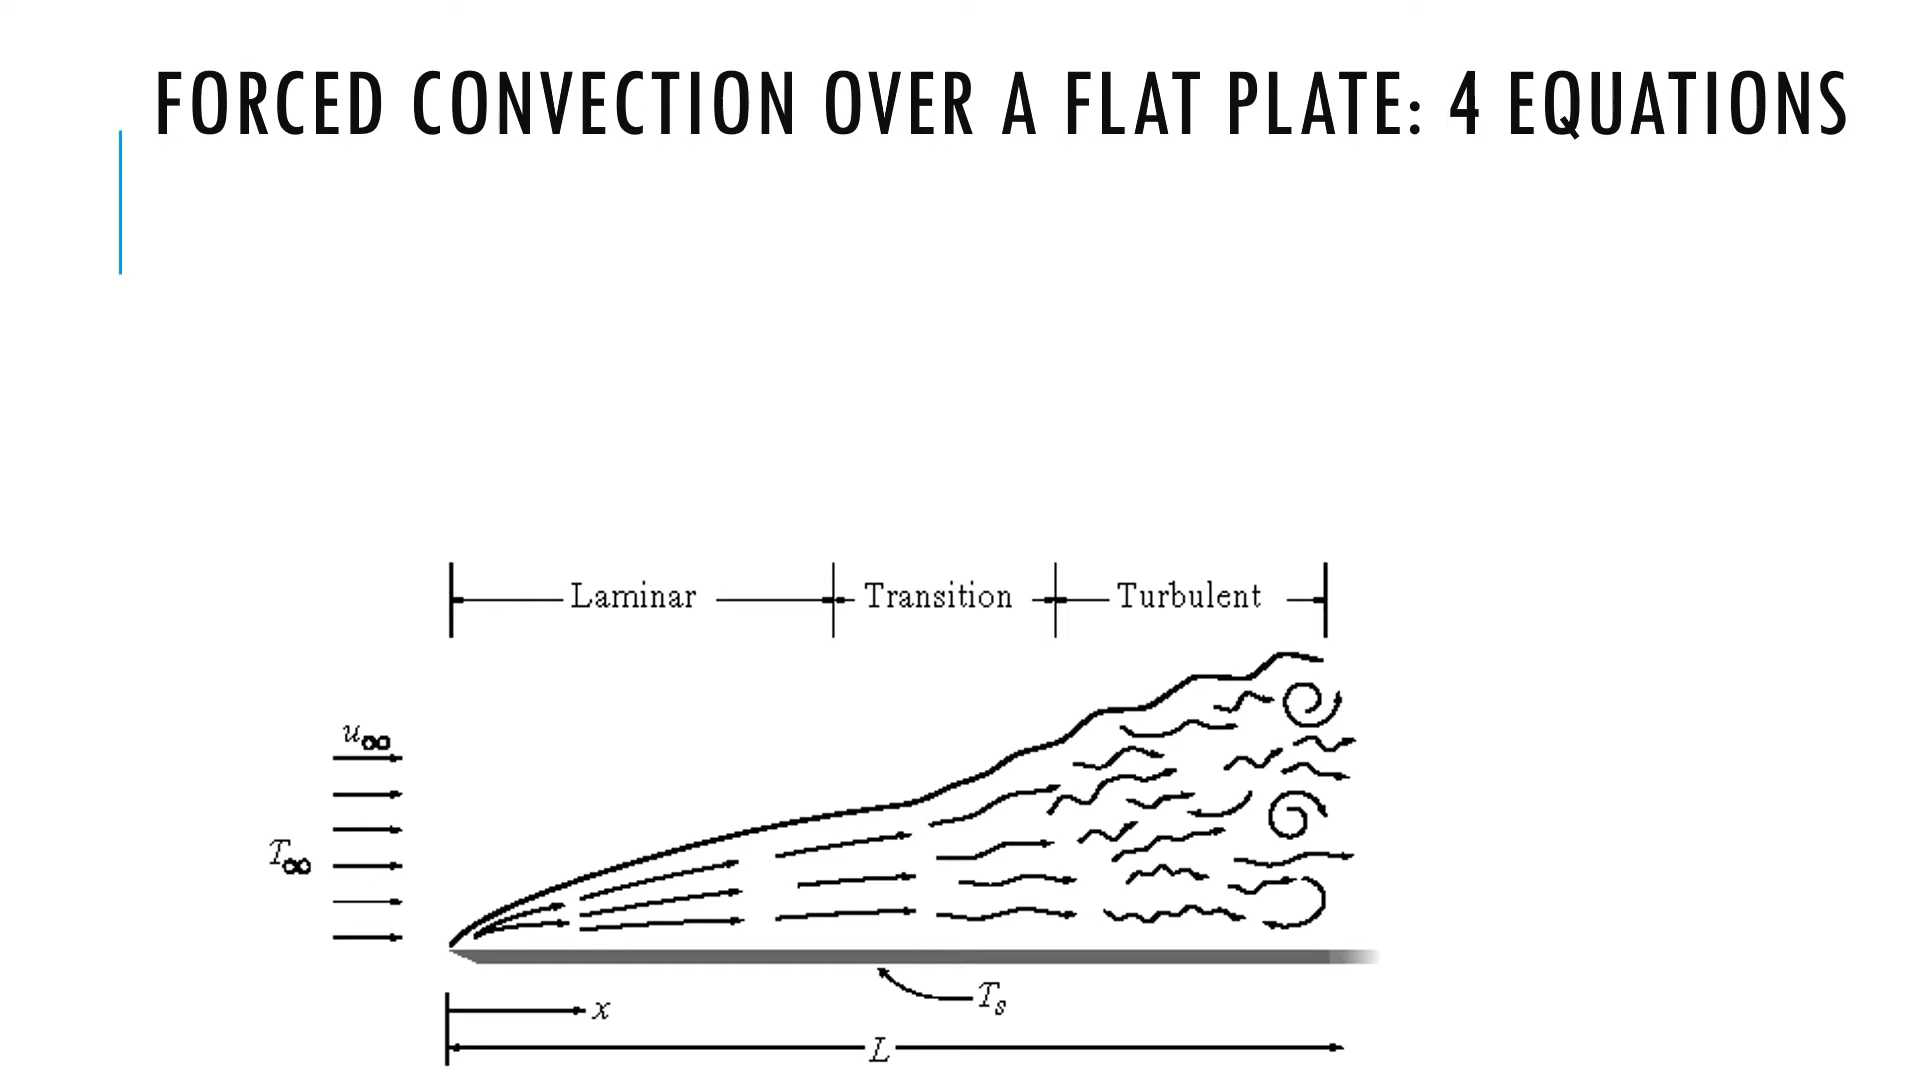 FORCED CONVECTION OVER A FLAT PLATE: 4 EQUATIONS
Laminar Transition Turbulent
u∞
T∞
Ts
x
L